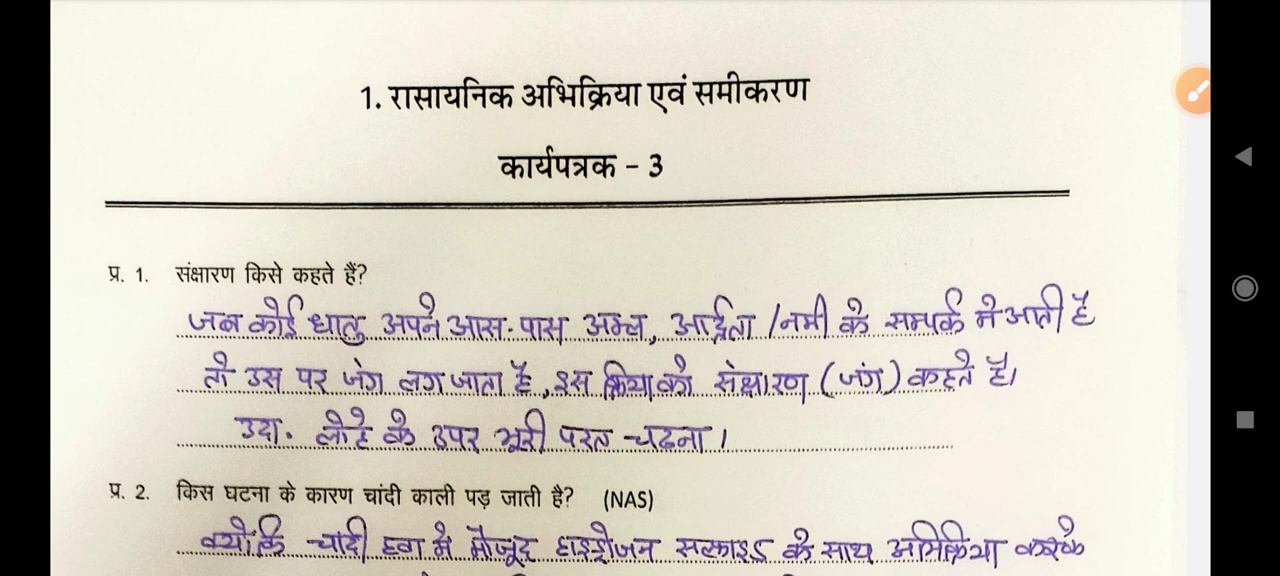 1. रासायनिक अभिक्रिया एवं समीकरण
कार्यपत्रक - 3
प्र. 1. संक्षारण किसे कहते हैं?
जब कोई धातु अपने आस-पास अम्ल, आर्द्रता / नमी के सम्पर्क मे आती है
तो उस पर जंग लग जाता है, इस क्रिया को संक्षारण (जंग) कहते है।
उदा. लोहे के उपर भूरी परत चढना।
प्र. 2. किस घटना के कारण चांदी काली पड़ जाती है? (NAS)
क्योकि चांदी हवा मे मौजूद हाइड्रोजन सल्फाइड के साथ अभिक्रिया करके